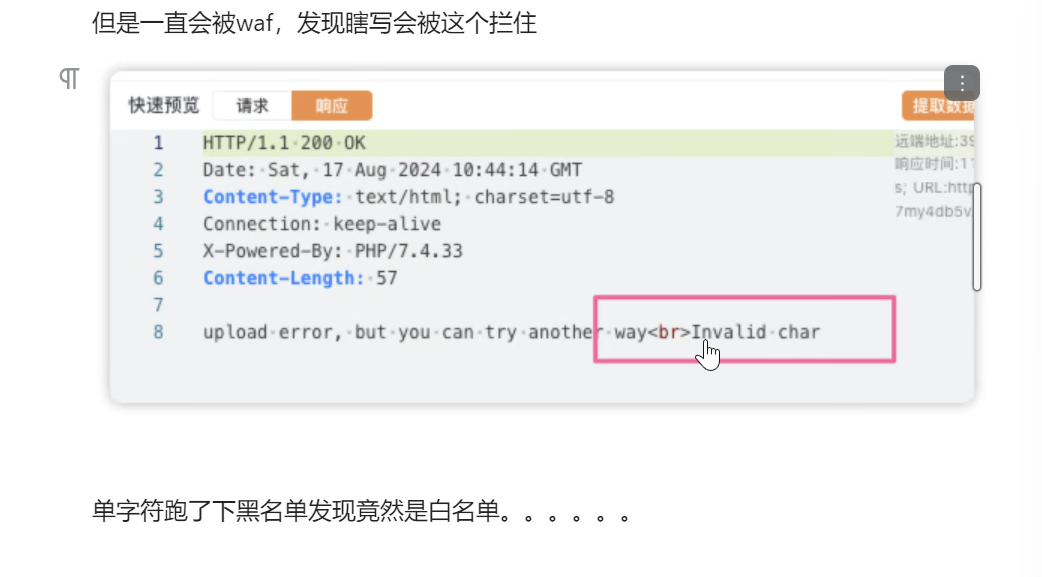 但是一直会被waf，发现瞎写会被这个拦住
快速预览 请求 响应 提取数据
1 HTTP/1.1 200 OK
远端地址:39
2 Date: Sat, 17 Aug 2024 10:44:14 GMT
响应时间:11
3 Content-Type: text/html; charset=utf-8
s; URL:http
4 Connection: keep-alive
7my4db5v
5 X-Powered-By: PHP/7.4.33
6 Content-Length: 57
7
8 upload error, but you can try another way<br>Invalid char
单字符跑了下黑名单发现竟然是白名单。。。。。。